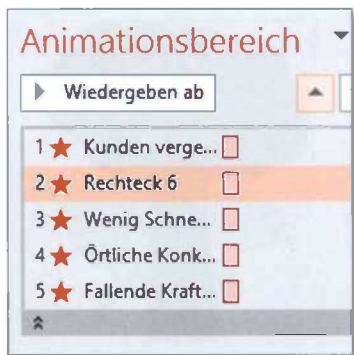 Animationsbereich
Wiedergeben ab
1 Kunden verge...
2 Rechteck 6
3 Wenig Schne...
4 Örtliche Konk...
5 Fallende Kraft...